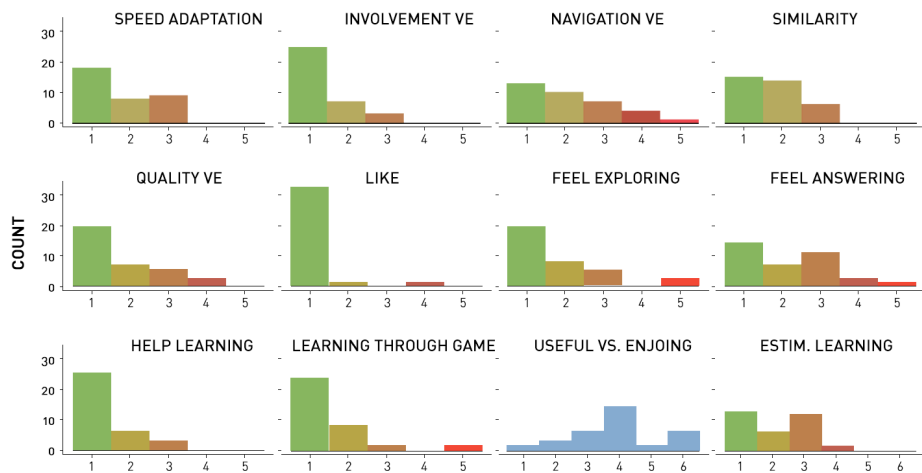 SPEED ADAPTATION INVOLVEMENT VE NAVIGATION VE SIMILARITY
30
20
10
0
1 2 3 4 5 1 2 3 4 5 1 2 3 4 5 1 2 3 4 5
QUALITY VE LIKE FEEL EXPLORING FEEL ANSWERING
COUNT
30
20
10
0
1 2 3 4 5 1 2 3 4 5 1 2 3 4 5 1 2 3 4 5
HELP LEARNING LEARNING THROUGH GAME USEFUL VS. ENJOING ESTIM. LEARNING
30
20
10
0
1 2 3 4 5 1 2 3 4 5 1 2 3 4 5 6 1 2 3 4 5 6